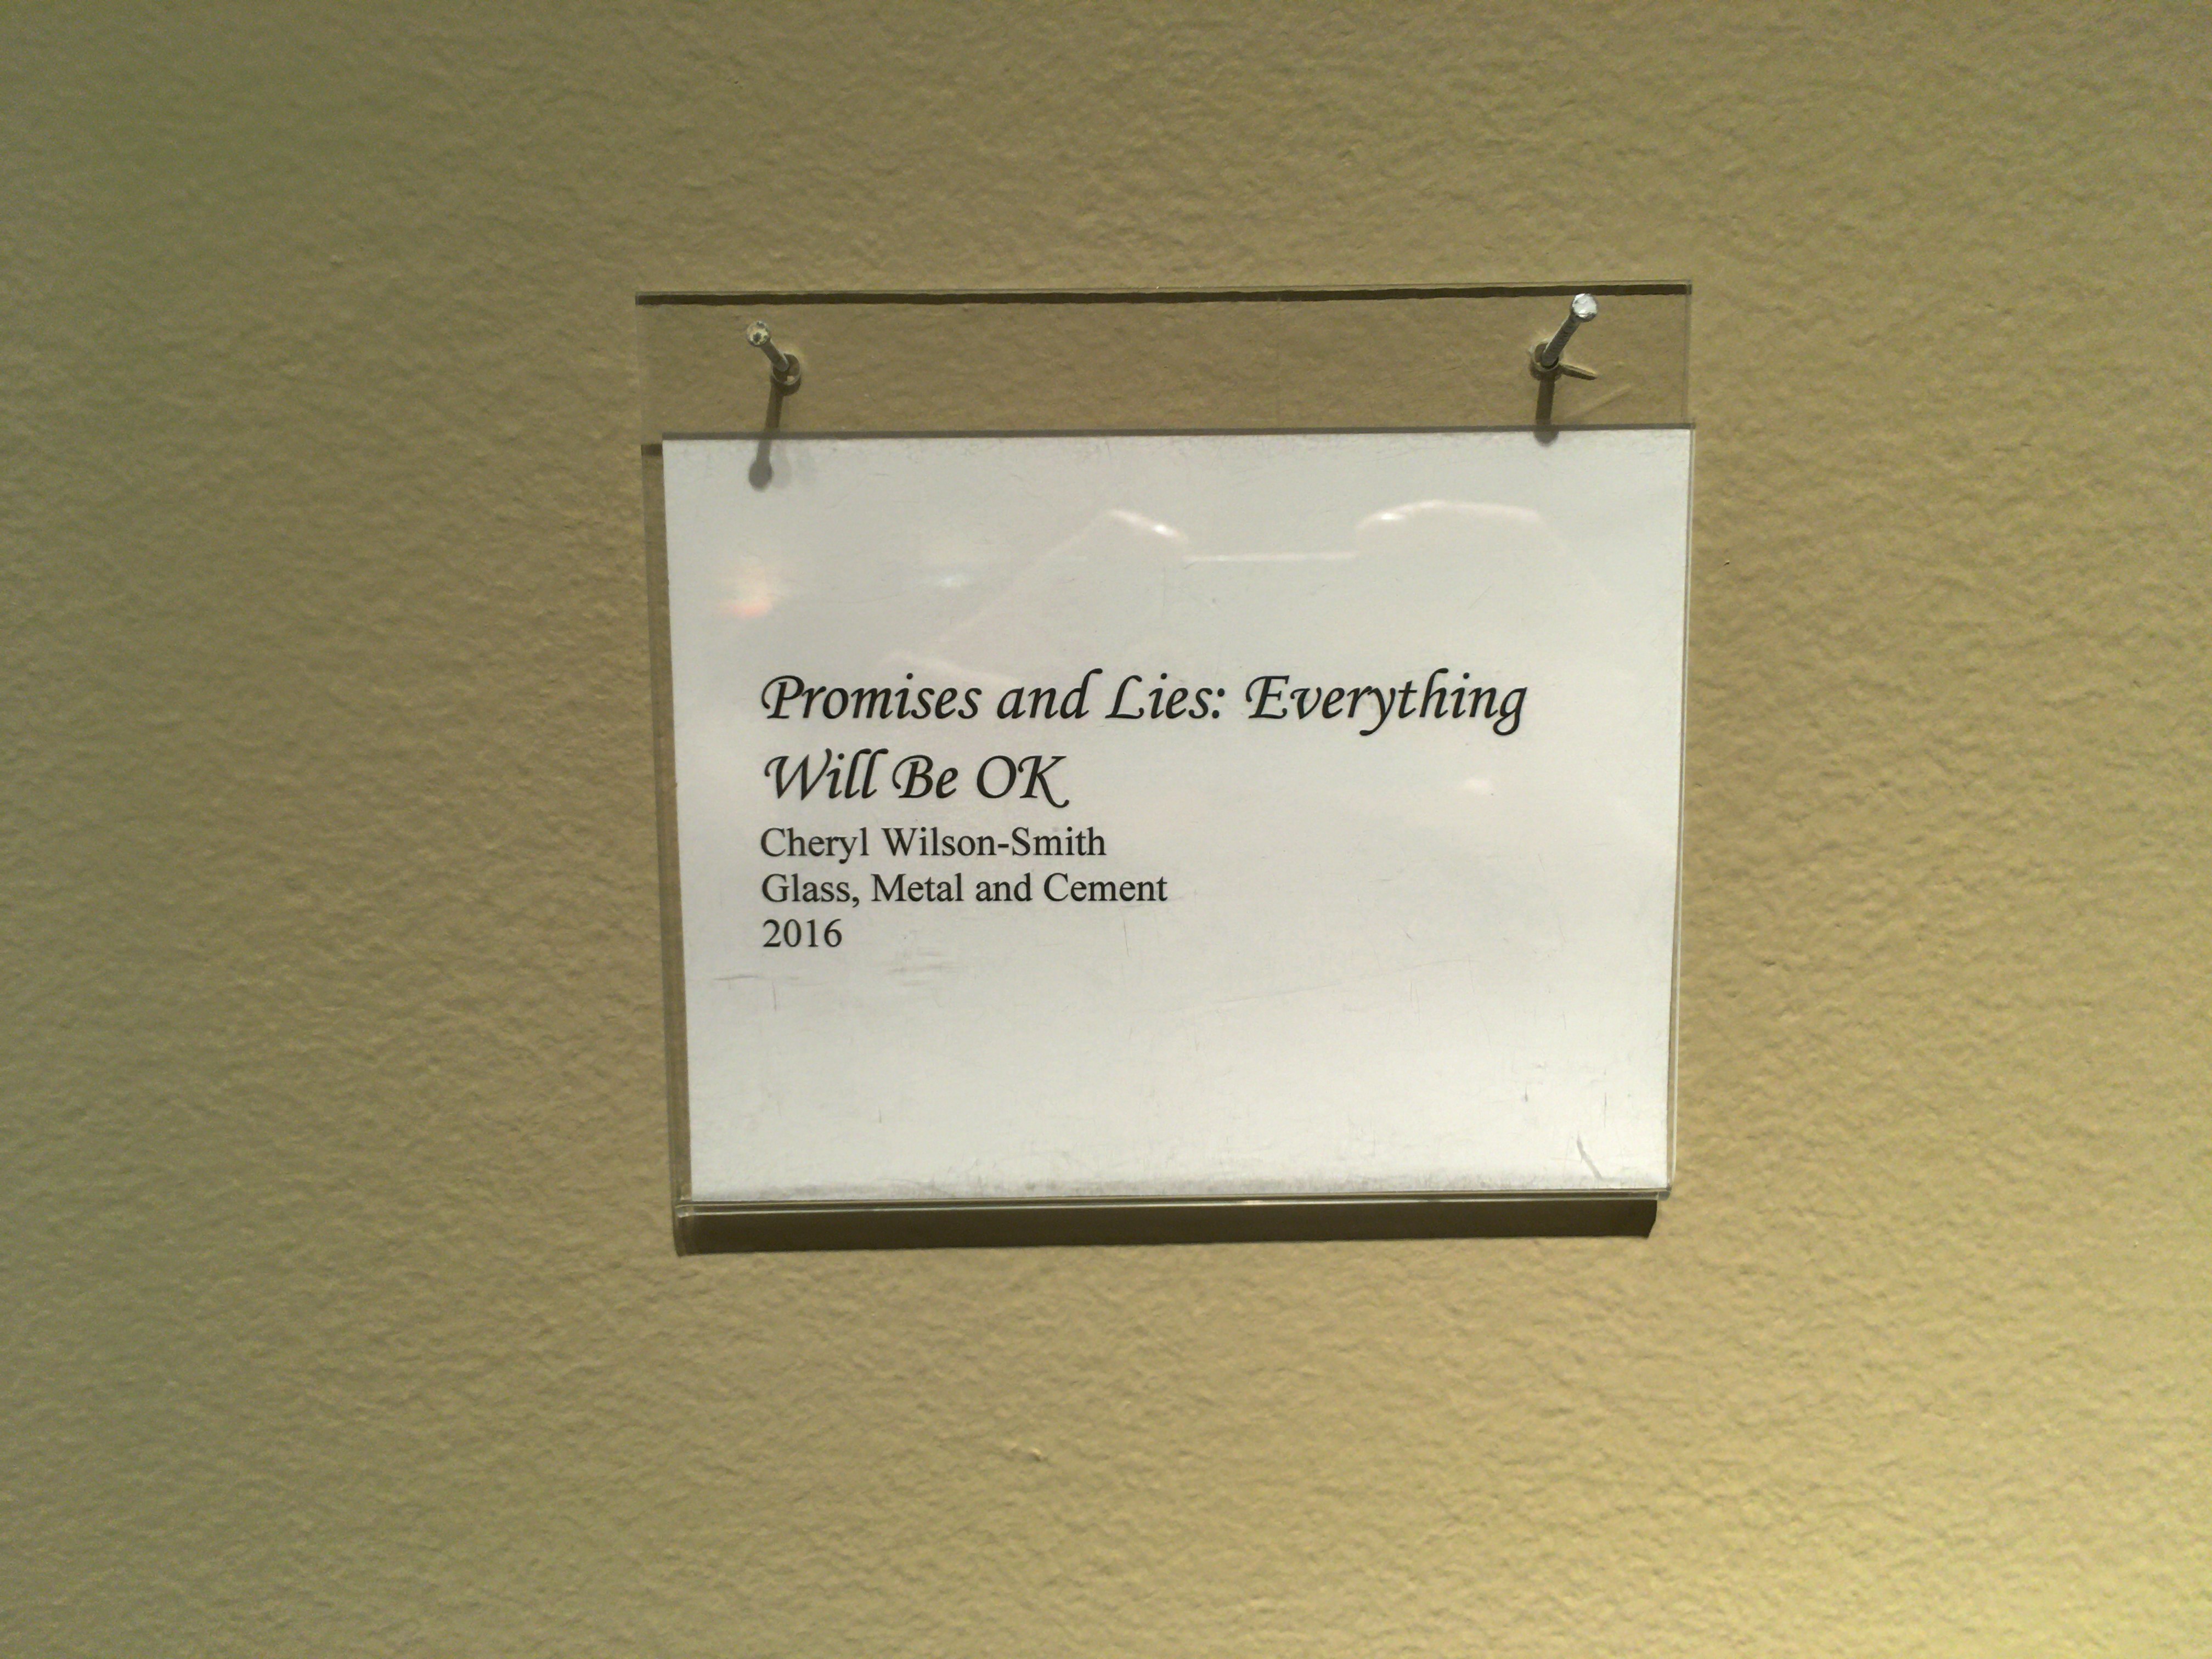 Promises and Lies: Everything
Will Be OK
Cheryl Wilson-Smith
Glass, Metal and Cement
2016